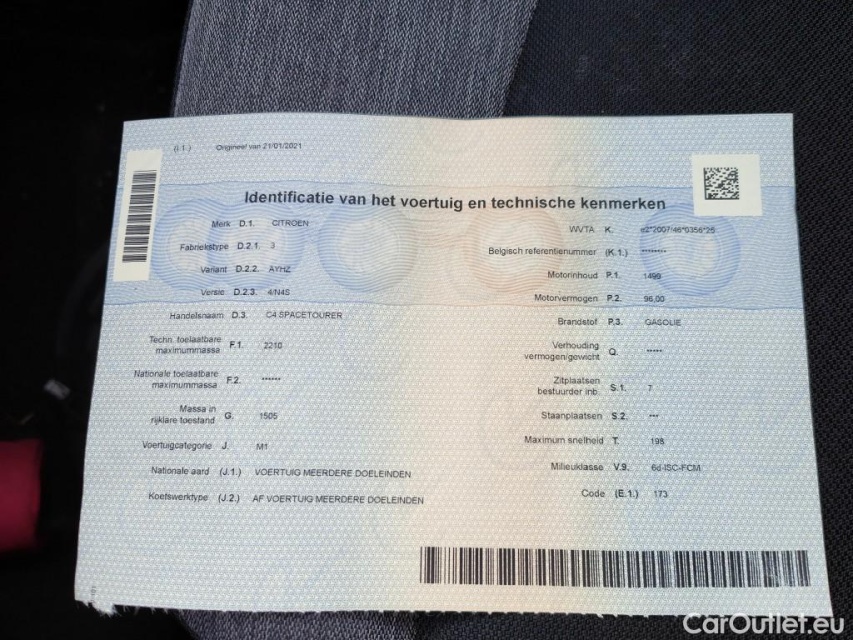 (I.1.) Origineel van 21/01/2021
Identificatie van het voertuig en technische kenmerken
Merk D.1. CITROEN
Fabriekstype D.2.1. 3
Variant D.2.2. AYHZ
Versie D.2.3. 4/N4S
Handelsnaam D.3. C4 SPACETOURER
Techn. toelaatbare
maximummassa F.1. 2210
Nationale toelaatbare
maximummassa F.2. ******
Massa in
rijklare toestand G. 1505
Voertuigcategorie J. M1
Nationale aard (J.1.) VOERTUIG MEERDERE DOELEINDEN
Koetswerktype (J.2.) AF VOERTUIG MEERDERE DOELEINDEN
WVTA K. e2*2007/46*0356*25
Belgisch referentienummer (K.1.) ********
Motorinhoud P.1. 1499
Motorvermogen P.2. 96,00
Brandstof P.3. GASOLIE
Verhouding
vermogen/gewicht Q. *****
Zitplaatsen
bestuurder inb. S.1. 7
Staanplaatsen S.2. ***
Maximum snelheid T. 198
Milieuklasse V.9. 6d-ISC-FCM
Code (E.1.) 173
CarOutlet.eu